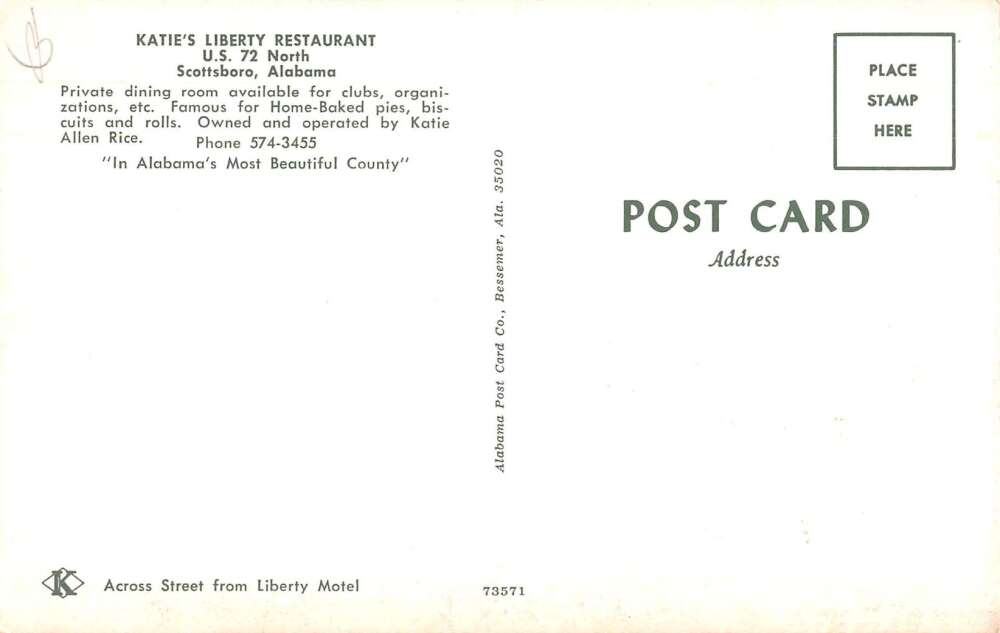 KATIE'S LIBERTY RESTAURANT
U.S. 72 North
Scottsboro, Alabama
Private dining room available for clubs, organi-
zations, etc. Famous for Home-Baked pies, bis-
cuits and rolls. Owned and operated by Katie
Allen Rice. Phone 574-3455
"In Alabama's Most Beautiful County"
Alabama Post Card Co., Bessemer, Ala. 35020
PLACE
STAMP
HERE
POST CARD
Address
K
Across Street from Liberty Motel
73571